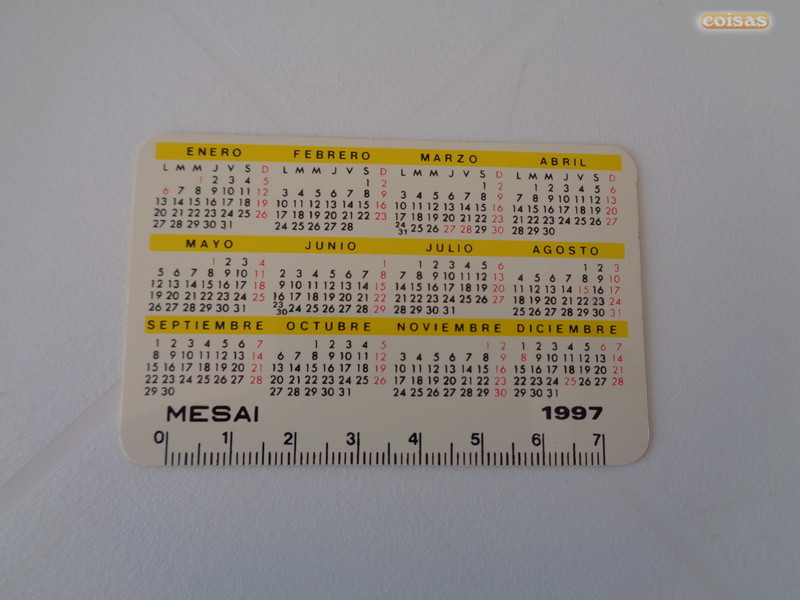 coisas
ENERO
L M M J V S D
1 2 3 4 5
6 7 8 9 10 11 12
13 14 15 16 17 18 19
20 21 22 23 24 25 26
27 28 29 30 31
FEBRERO
L M M J V S D
1 2
3 4 5 6 7 8 9
10 11 12 13 14 15 16
17 18 19 20 21 22 23
24 25 26 27 28
MARZO
L M M J V S D
1 2
3 4 5 6 7 8 9
10 11 12 13 14 15 16
17 18 19 20 21 22 23
24/31 25 26 27 28 29 30
ABRIL
L M M J V S D
1 2 3 4 5 6
7 8 9 10 11 12 13
14 15 16 17 18 19 20
21 22 23 24 25 26 27
28 29 30
MAYO
1 2 3 4
5 6 7 8 9 10 11
12 13 14 15 16 17 18
19 20 21 22 23 24 25
26 27 28 29 30 31
JUNIO
1
2 3 4 5 6 7 8
9 10 11 12 13 14 15
16 17 18 19 20 21 22
23/30 24 25 26 27 28 29
JULIO
1 2 3 4 5 6
7 8 9 10 11 12 13
14 15 16 17 18 19 20
21 22 23 24 25 26 27
28 29 30 31
AGOSTO
1 2 3
4 5 6 7 8 9 10
11 12 13 14 15 16 17
18 19 20 21 22 23 24
25 26 27 28 29 30 31
SEPTIEMBRE
1 2 3 4 5 6 7
8 9 10 11 12 13 14
15 16 17 18 19 20 21
22 23 24 25 26 27 28
29 30
OCTUBRE
1 2 3 4 5
6 7 8 9 10 11 12
13 14 15 16 17 18 19
20 21 22 23 24 25 26
27 28 29 30 31
NOVIEMBRE
1 2
3 4 5 6 7 8 9
10 11 12 13 14 15 16
17 18 19 20 21 22 23
24 25 26 27 28 29 30
DICIEMBRE
1 2 3 4 5 6 7
8 9 10 11 12 13 14
15 16 17 18 19 20 21
22 23 24 25 26 27 28
29 30 31
MESAI 1997
0 1 2 3 4 5 6 7